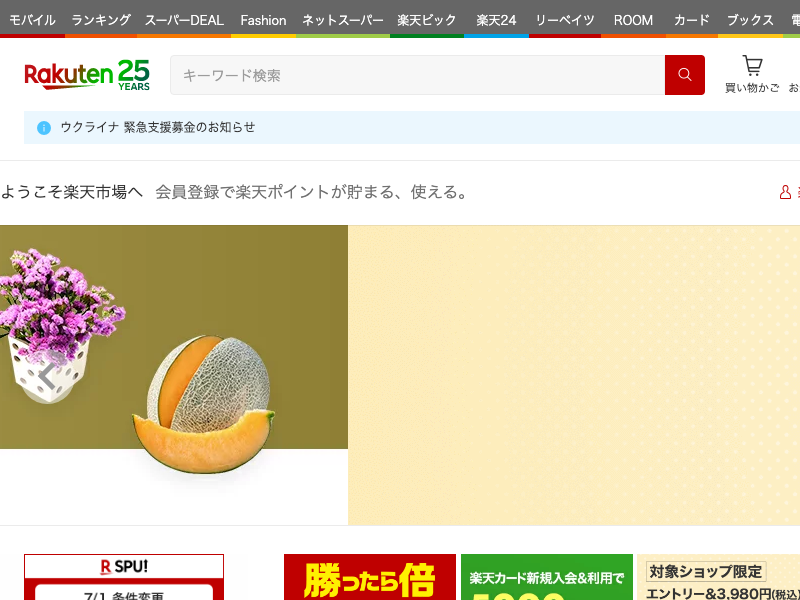 モバイル ランキング スーパーDEAL Fashion ネットスーパー 楽天ビック 楽天24 リーベイツ ROOM カード ブックス 電
Rakuten 25 YEARS
キーワード検索
買い物かご お
ウクライナ 緊急支援募金のお知らせ
ようこそ楽天市場へ 会員登録で楽天ポイントが貯まる、使える。
R SPU!
7/1 条件変更
勝ったら倍
楽天カード新規入会&利用で
5000
対象ショップ限定
エントリー&3,980円(税込)